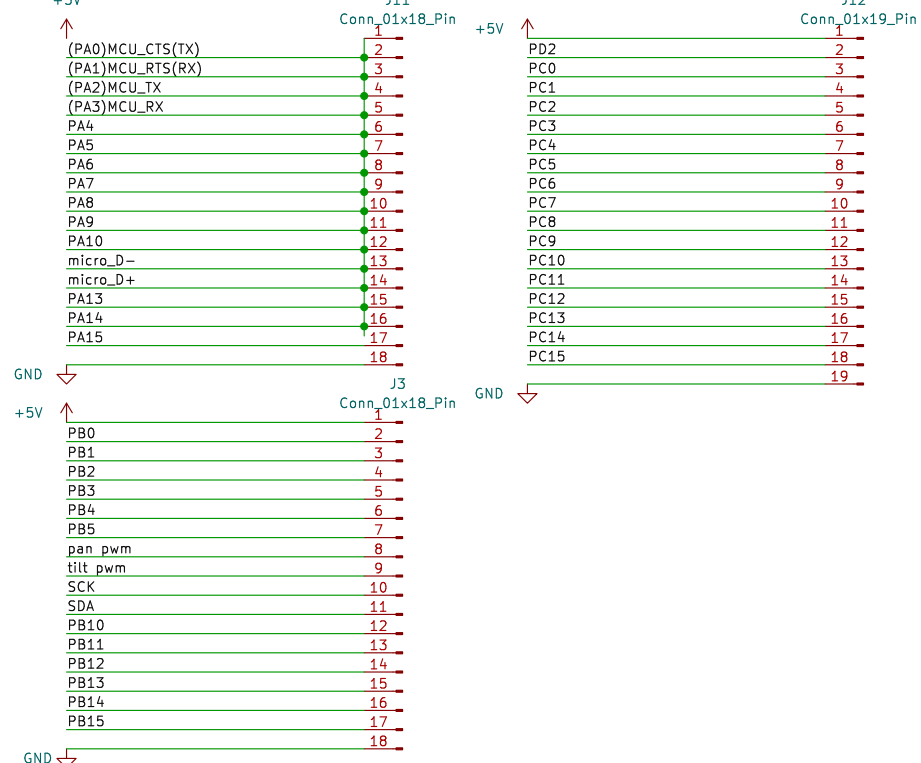 +5V
J11
Conn_01x18_Pin
1
(PA0)MCU_CTS(TX) 2
(PA1)MCU_RTS(RX) 3
(PA2)MCU_TX 4
(PA3)MCU_RX 5
PA4 6
PA5 7
PA6 8
PA7 9
PA8 10
PA9 11
PA10 12
micro_D- 13
micro_D+ 14
PA13 15
PA14 16
PA15 17
18
GND
J12
Conn_01x19_Pin
+5V
1
PD2 2
PC0 3
PC1 4
PC2 5
PC3 6
PC4 7
PC5 8
PC6 9
PC7 10
PC8 11
PC9 12
PC10 13
PC11 14
PC12 15
PC13 16
PC14 17
PC15 18
19
GND
J3
Conn_01x18_Pin
+5V
1
PB0 2
PB1 3
PB2 4
PB3 5
PB4 6
PB5 7
pan pwm 8
tilt pwm 9
SCK 10
SDA 11
PB10 12
PB11 13
PB12 14
PB13 15
PB14 16
PB15 17
18
GND